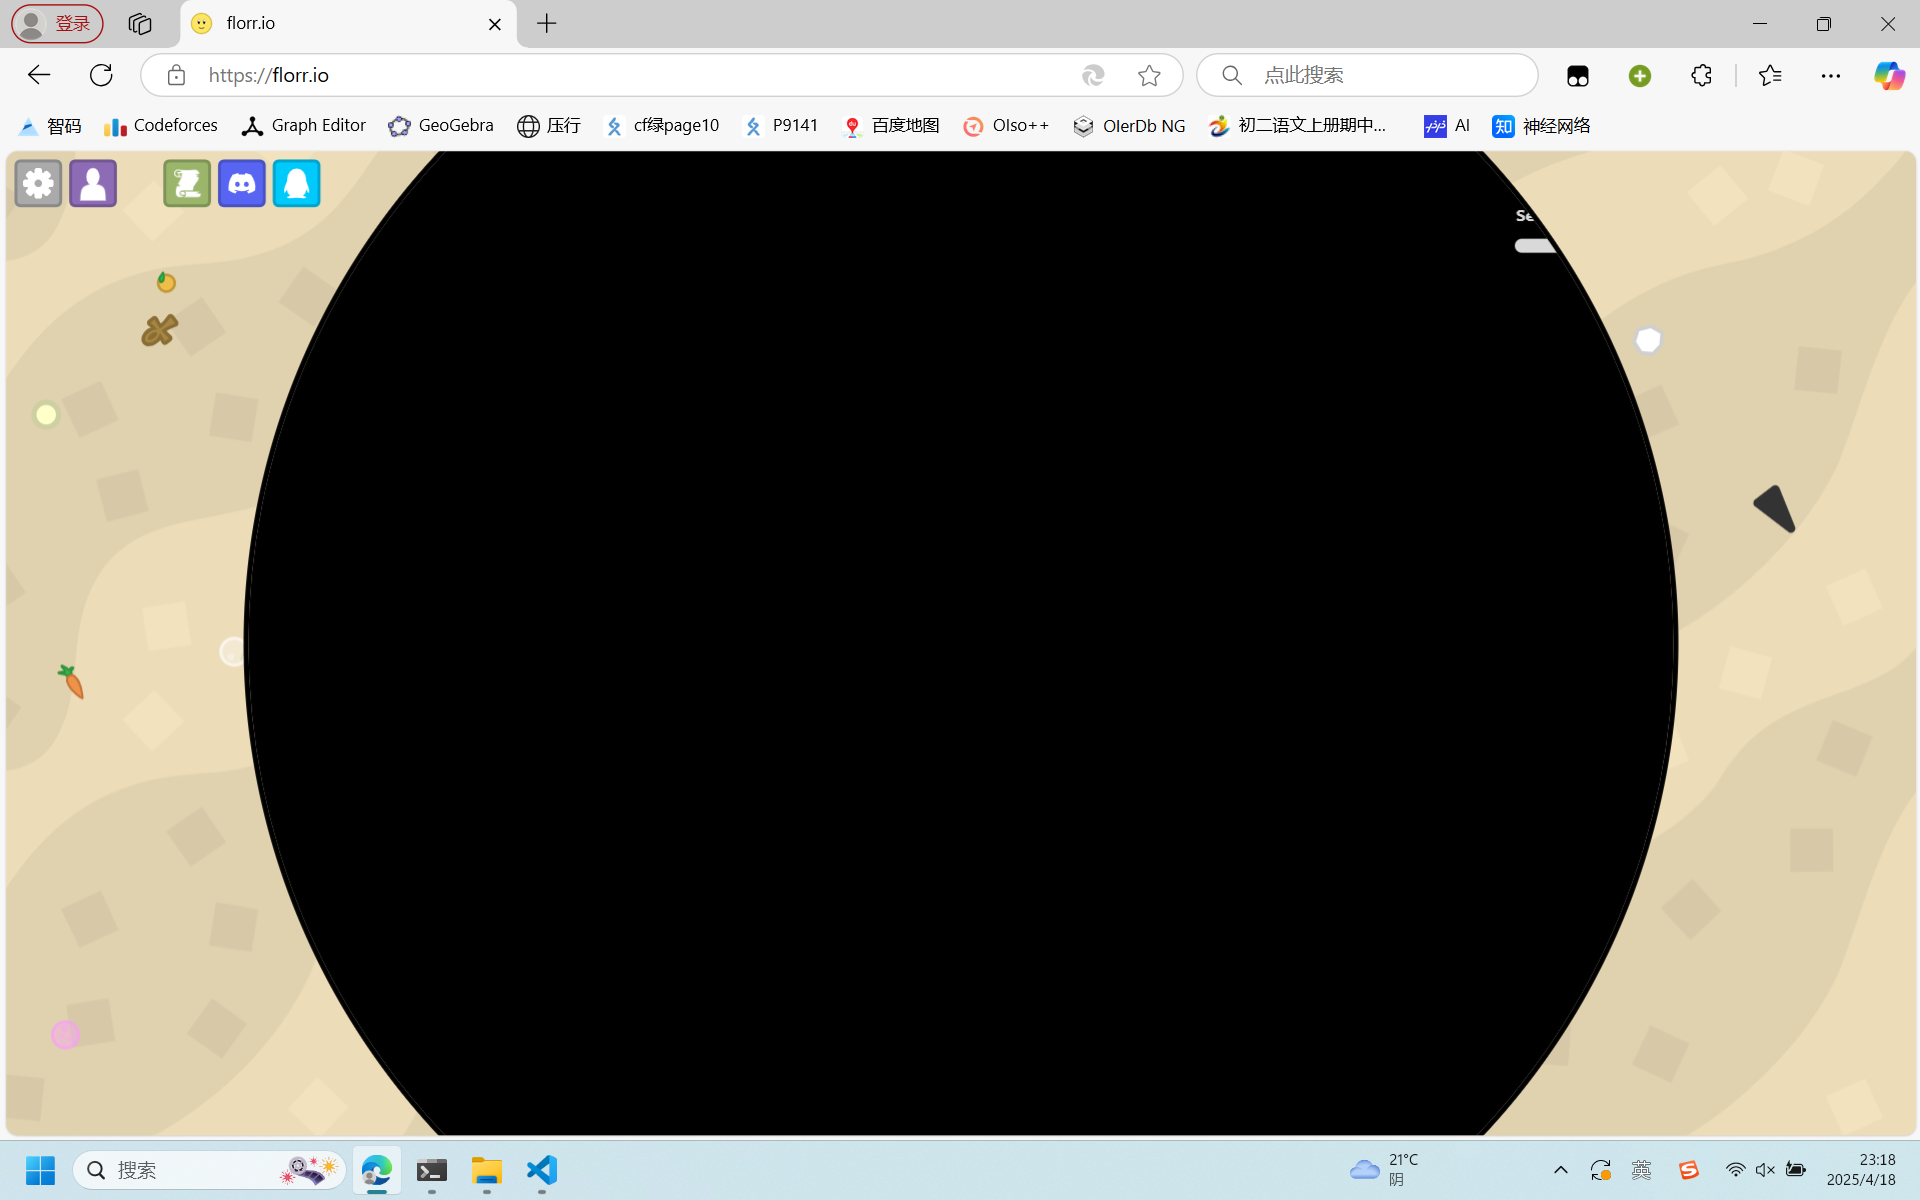 登录
florr.io
https://florr.io
点此搜索
智码
Codeforces
Graph Editor
GeoGebra
压行
cf绿page10
P9141
百度地图
OIso++
OIerDb NG
初二语文上册期中...
AI
知
神经网络
Se
搜索
21°C
阴
英
23:18
2025/4/18